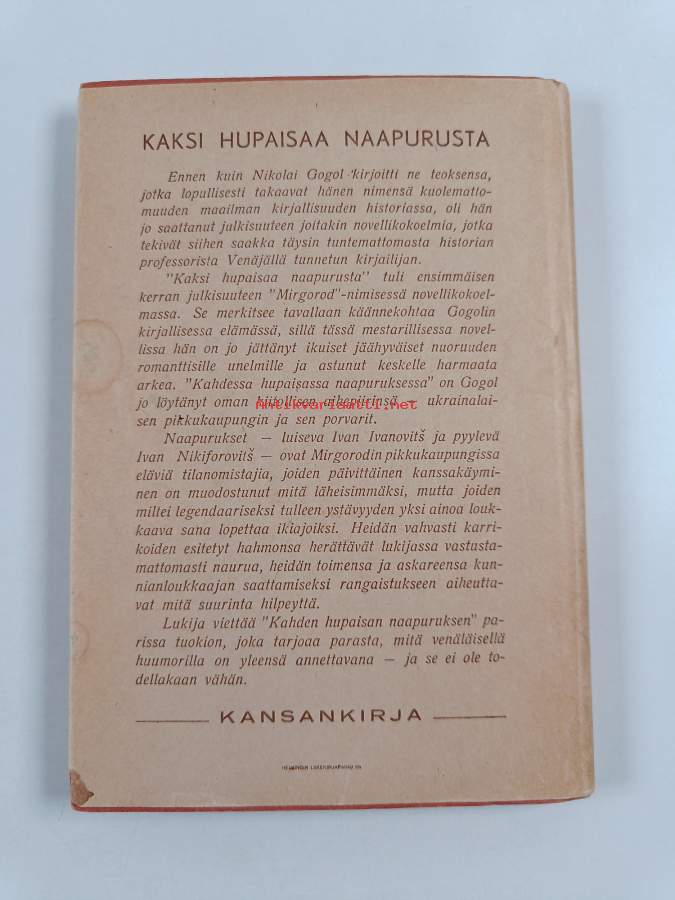 KAKSI HUPAISAA NAAPURUSTA
Ennen kuin Nikolai Gogol kirjoitti ne teoksensa,
jotka lopullisesti takaavat hänen nimensä kuolematto-
muuden maailman kirjallisuuden historiassa, oli hän
jo saattanut julkisuuteen joitakin novellikokoelmia, jotka
tekivät siihen saakka täysin tuntemattomasta historian
professorista Venäjällä tunnetun kirjailijan.
"Kaksi hupaisaa naapurusta" tuli ensimmäisen
kerran julkisuuteen "Mirgorod"-nimisessä novellikokoel-
massa. Se merkitsee tavallaan käännekohtaa Gogolin
kirjallisessa elämässä, sillä tässä mestarillisessa novel-
lissa hän on jo jättänyt ikuiset jäähyväiset nuoruuden
romanttisille unelmille ja astunut keskelle harmaata
arkea. "Kahdessa hupaisassa naapuruksessa" on Gogol
jo löytänyt oman kiitollisen aihepiirinsä — ukrainalai-
antikvariaatti.net
sen pikkukaupungin ja sen porvarit.
Naapurukset — luiseva Ivan Ivanovitš ja pyylevä
Ivan Nikiforovitš — ovat Mirgorodin pikkukaupungissa
eläviä tilanomistajia, joiden päivittäinen kanssakäymi-
nen on muodostunut mitä läheisimmäksi, mutta joiden
miltei legendaariseksi tulleen ystävyyden yksi ainoa louk-
kaava sana lopettaa ikiajoiksi. Heidän vahvasti karri-
koiden esitetyt hahmonsa herättävät lukijassa vastusta-
mattomasti naurua, heidän toimensa ja askareensa kun-
nianloukkaajan saattamiseksi rangaistukseen aiheutta-
vat mitä suurinta hilpeyttä.
Lukija viettää "Kahden hupaisan naapuruksen" pa-
rissa tuokion, joka tarjoaa parasta, mitä venäläisellä
huumorilla on yleensä annettavana — ja se ei ole to-
dellakaan vähän.
KANSANKIRJA